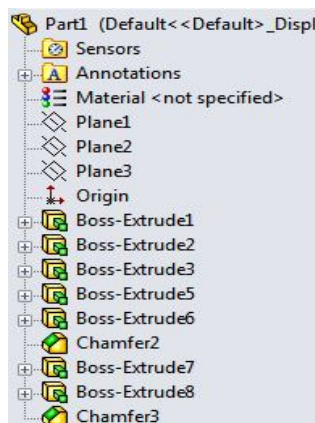 Part1 (Default<<Default>_Displ
Sensors
Annotations
Material <not specified>
Plane1
Plane2
Plane3
Origin
Boss-Extrude1
Boss-Extrude2
Boss-Extrude3
Boss-Extrude5
Boss-Extrude6
Chamfer2
Boss-Extrude7
Boss-Extrude8
Chamfer3